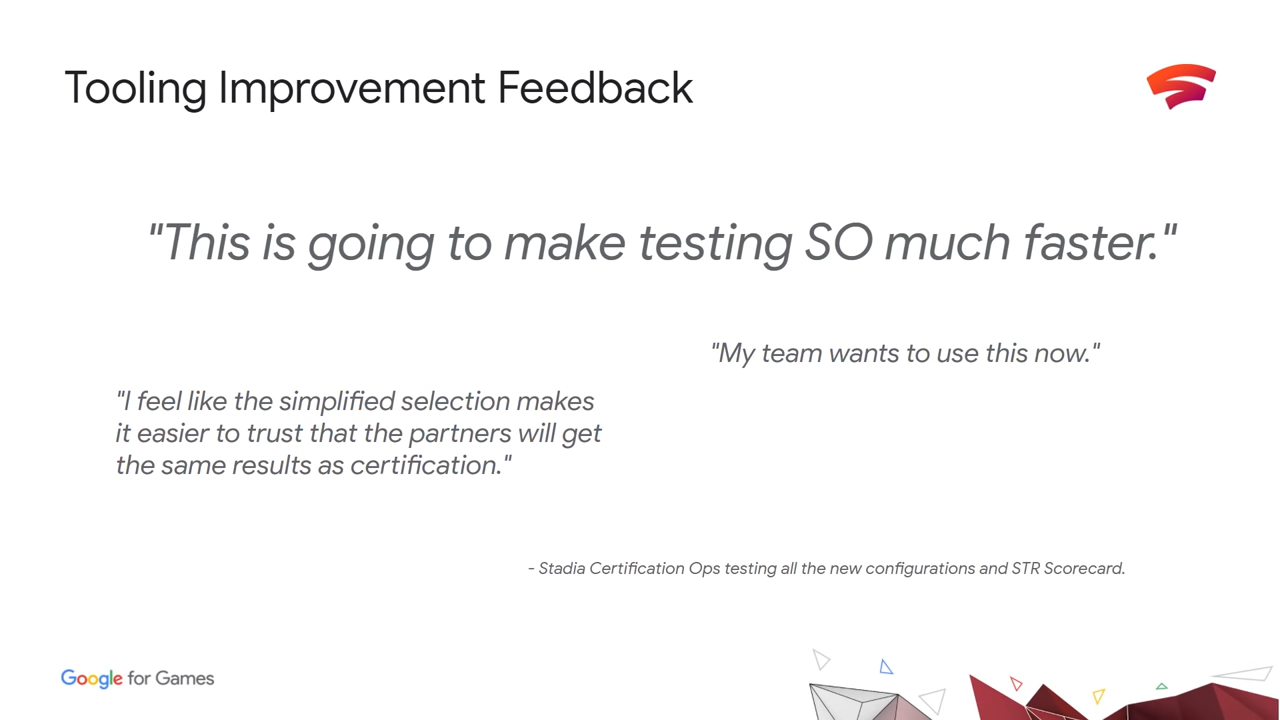 Tooling Improvement Feedback
"This is going to make testing SO much faster."
"My team wants to use this now."
"I feel like the simplified selection makes
it easier to trust that the partners will get
the same results as certification."
- Stadia Certification Ops testing all the new configurations and STR Scorecard.
Google for Games